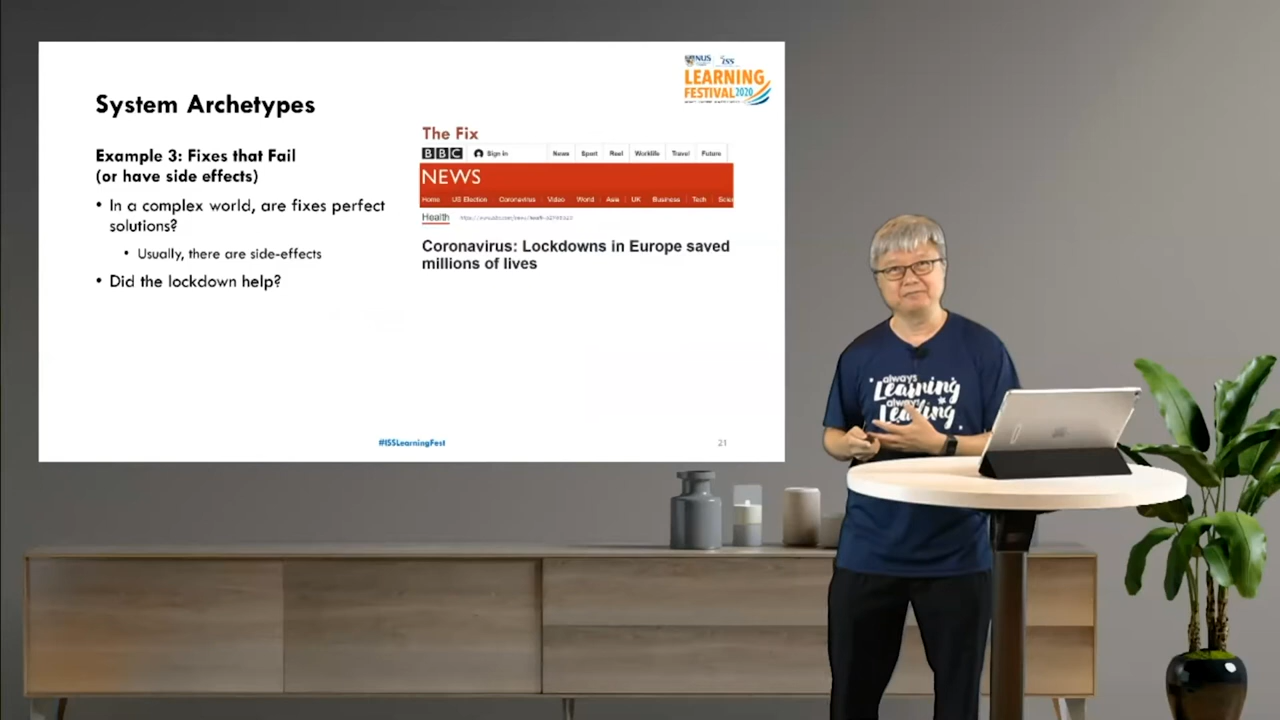 NUS
ISS
LEARNING
FESTIVAL 2020
System Archetypes
Example 3: Fixes that Fail
(or have side effects)
• In a complex world, are fixes perfect
solutions?
• Usually, there are side-effects
• Did the lockdown help?
The Fix
BBC Sign in News Sport Reel Worklife Travel Future
NEWS
Home US Election Coronavirus Video World Asia UK Business Tech
Health
Coronavirus: Lockdowns in Europe saved
millions of lives
#ISSLearningFest
21
always
Learning
always
Leading